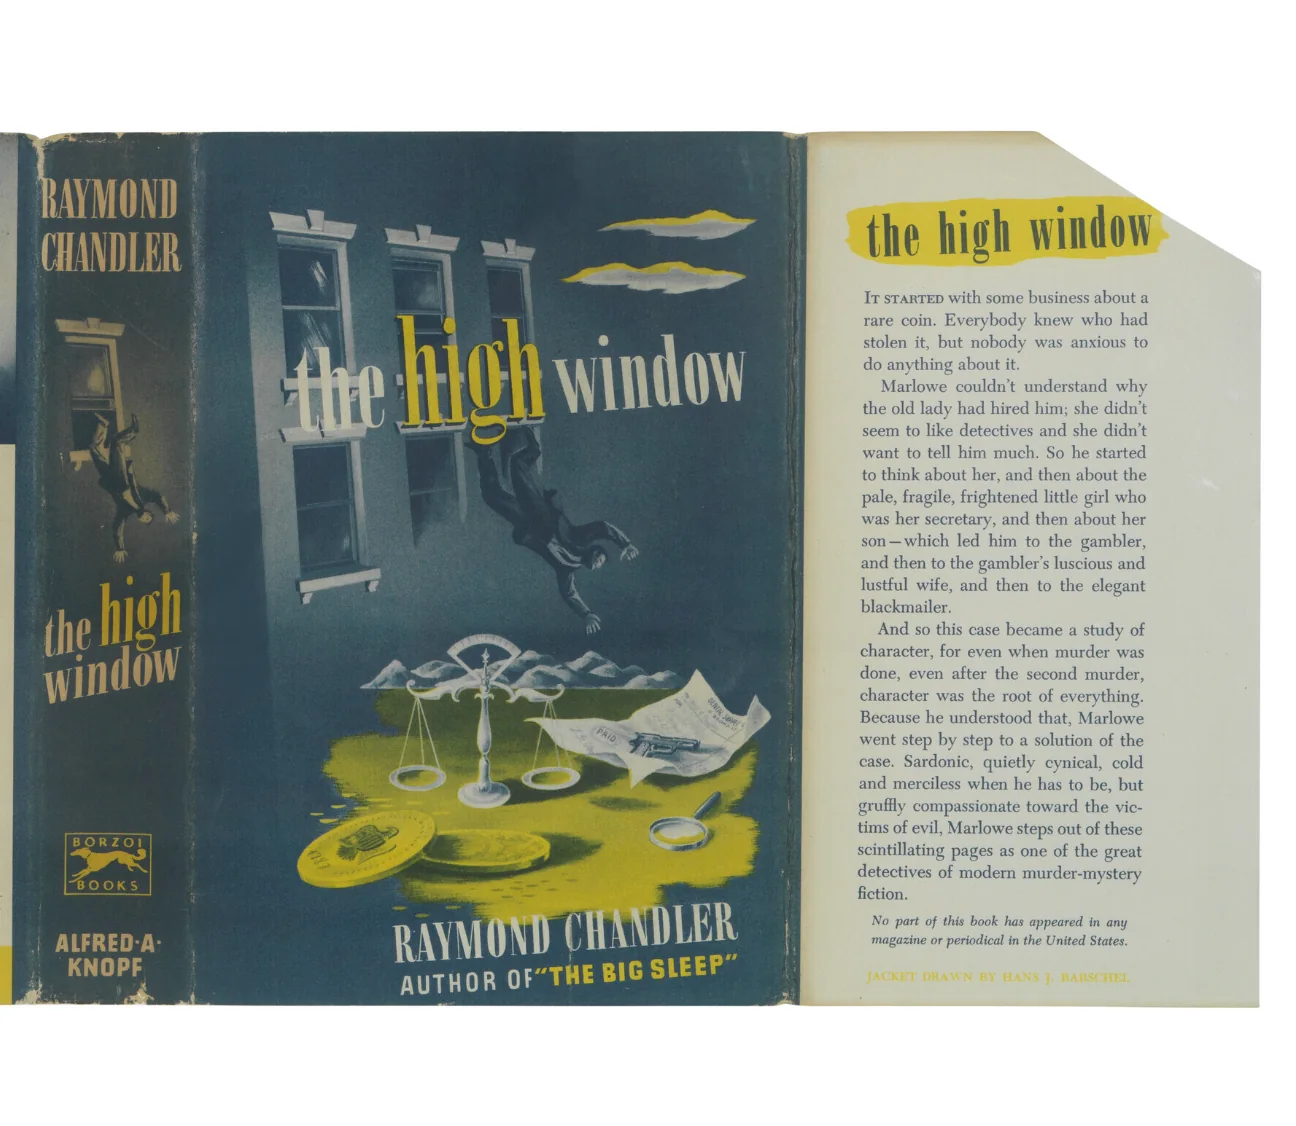 RAYMOND
CHANDLER
the high
window
BORZOI
BOOKS
ALFRED·A·
KNOPF
the high window
PAID
RAYMOND CHANDLER
AUTHOR OF "THE BIG SLEEP"
the high window
IT STARTED with some business about a
rare coin. Everybody knew who had
stolen it, but nobody was anxious to
do anything about it.
Marlowe couldn't understand why
the old lady had hired him; she didn't
seem to like detectives and she didn't
want to tell him much. So he started
to think about her, and then about the
pale, fragile, frightened little girl who
was her secretary, and then about her
son—which led him to the gambler,
and then to the gambler's luscious and
lustful wife, and then to the elegant
blackmailer.
And so this case became a study of
character, for even when murder was
done, even after the second murder,
character was the root of everything.
Because he understood that, Marlowe
went step by step to a solution of the
case. Sardonic, quietly cynical, cold
and merciless when he has to be, but
gruffly compassionate toward the vic-
tims of evil, Marlowe steps out of these
scintillating pages as one of the great
detectives of modern murder-mystery
fiction.
No part of this book has appeared in any
magazine or periodical in the United States.
JACKET DRAWN BY HANS J. BARSCHEL